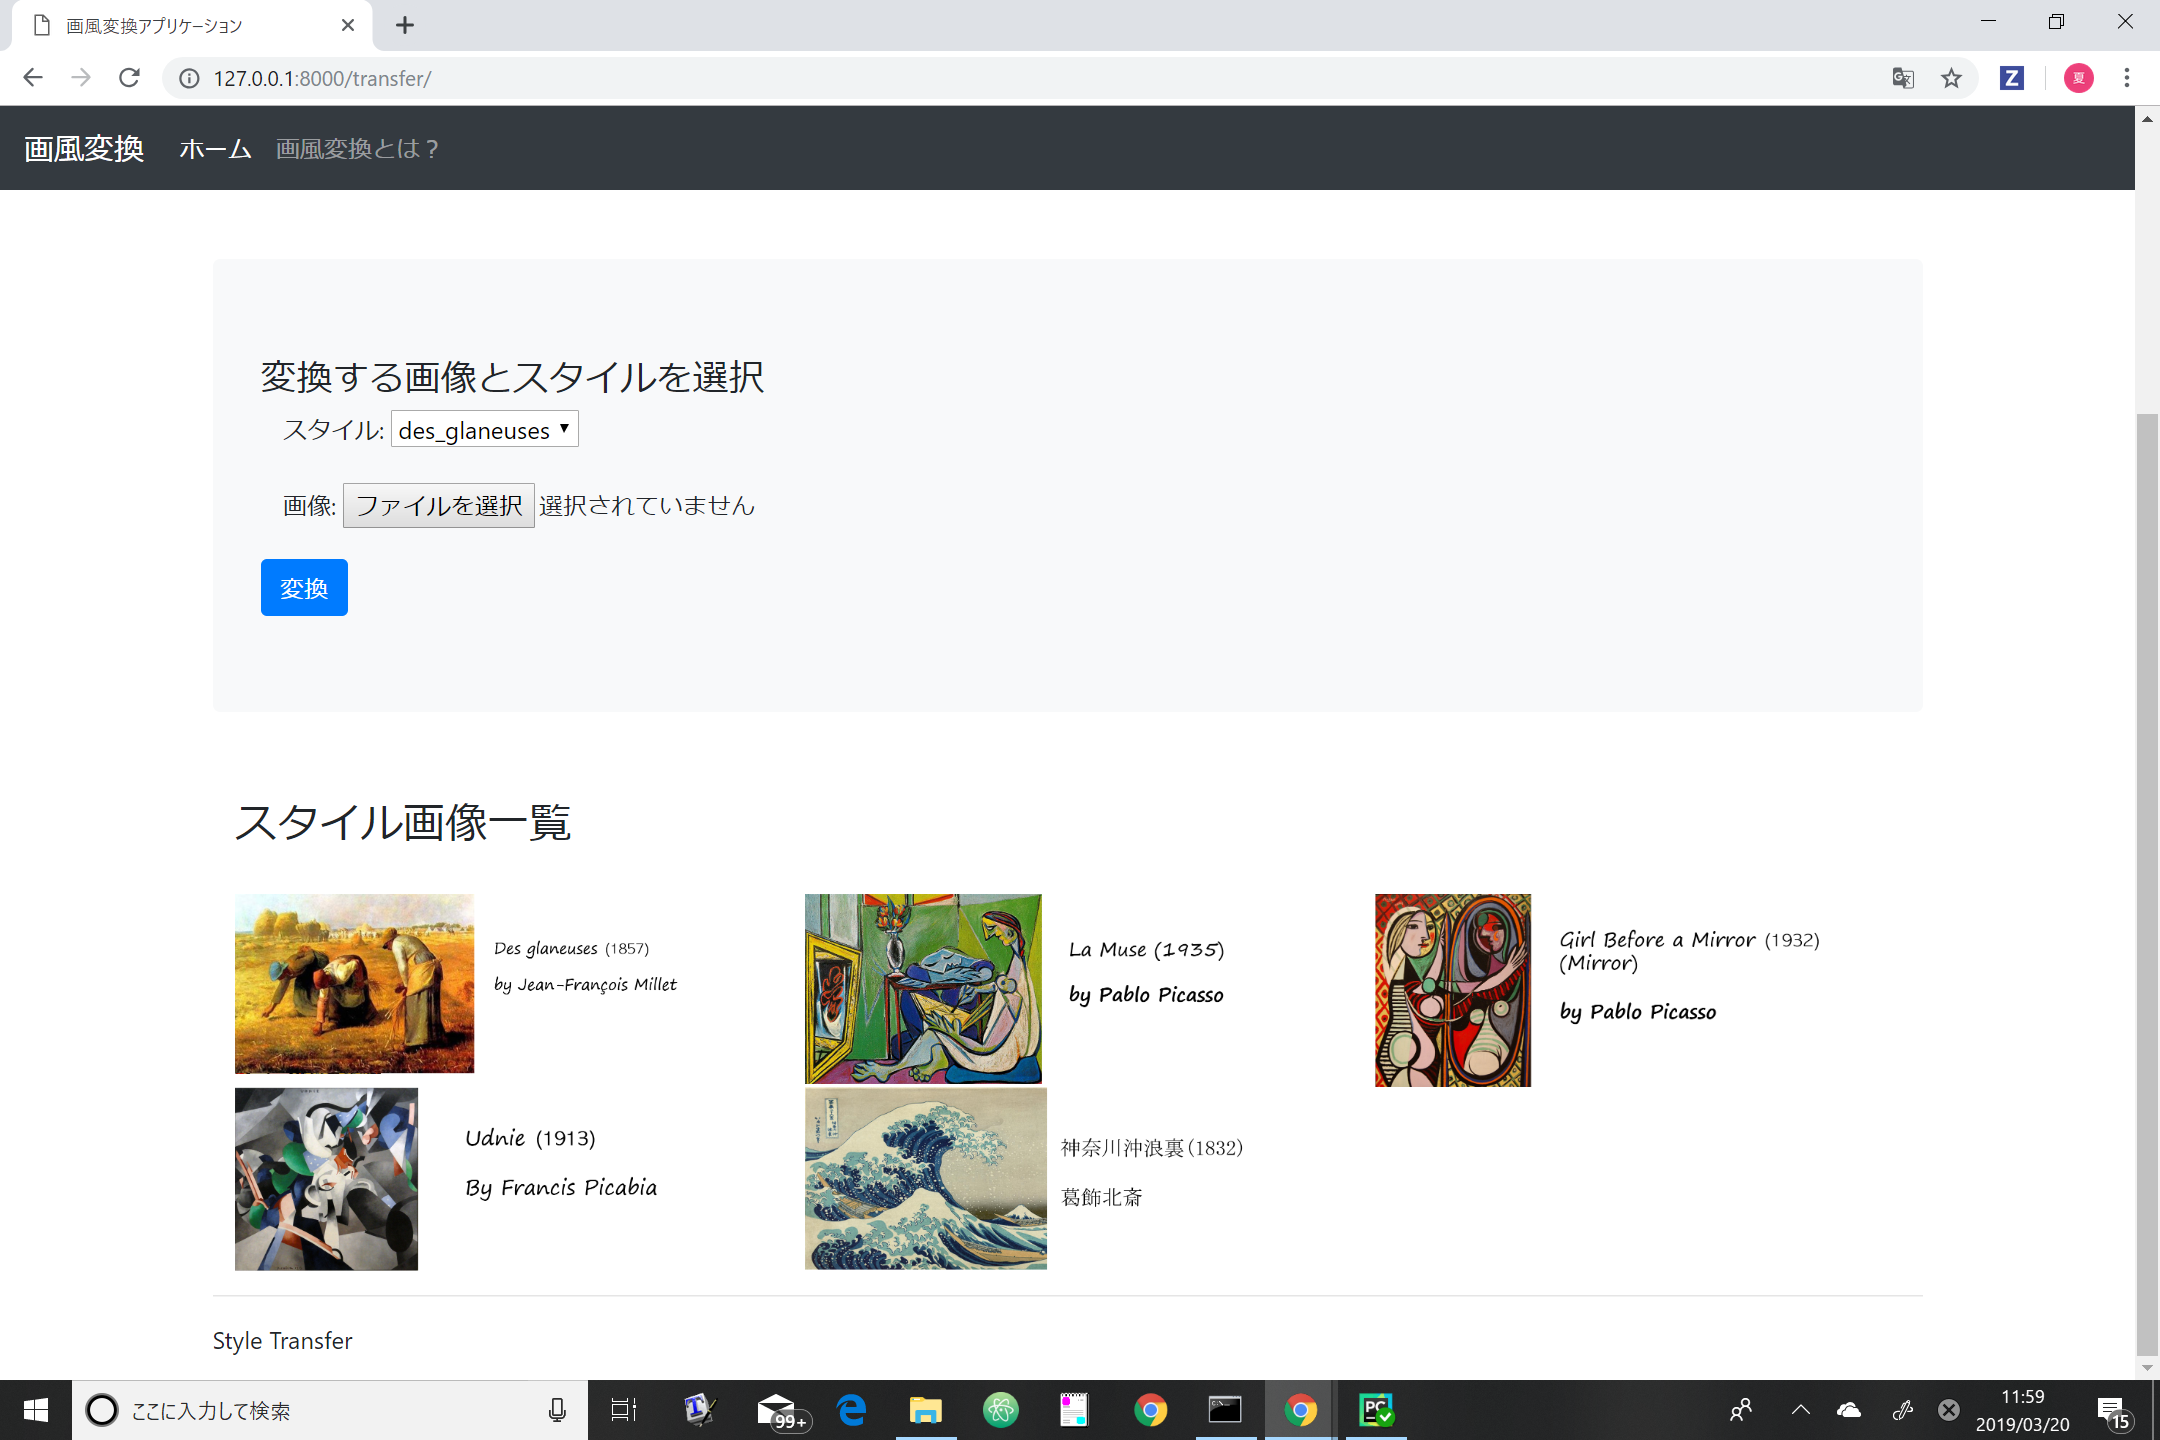 画風変換アプリケーション
127.0.0.1:8000/transfer/
夏
画風変換 ホーム 画風変換とは？
変換する画像とスタイルを選択
スタイル: des_glaneuses
画像: ファイルを選択 選択されていません
変換
スタイル画像一覧
Des glaneuses (1857)
by Jean-François Millet
La Muse (1935)
by Pablo Picasso
Girl Before a Mirror (1932)
(Mirror)
by Pablo Picasso
Udnie (1913)
By Francis Picabia
神奈川沖浪裏(1832)
葛飾北斎
Style Transfer
ここに入力して検索
99+
PC
11:59
2019/03/20
15